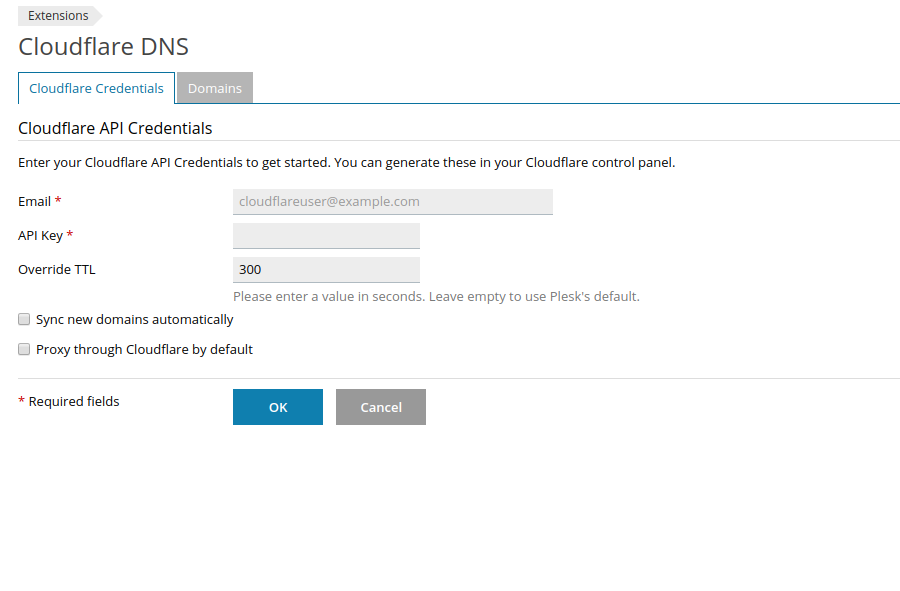 Extensions
Cloudflare DNS
Cloudflare Credentials Domains
Cloudflare API Credentials
Enter your Cloudflare API Credentials to get started. You can generate these in your Cloudflare control panel.
Email * cloudflareuser@example.com
API Key *
Override TTL 300
Please enter a value in seconds. Leave empty to use Plesk's default.
Sync new domains automatically
Proxy through Cloudflare by default
* Required fields OK Cancel